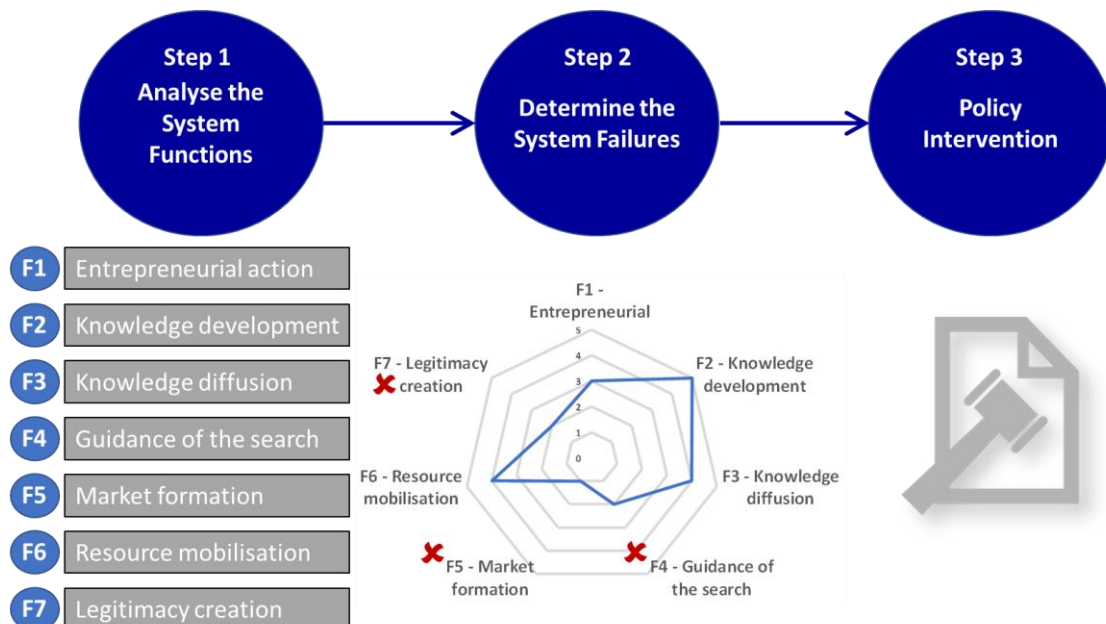 Step 1
Analyse the
System
Functions
Step 2
Determine the
System Failures
Step 3
Policy
Intervention
F1 Entrepreneurial action
F2 Knowledge development
F3 Knowledge diffusion
F4 Guidance of the search
F5 Market formation
F6 Resource mobilisation
F7 Legitimacy creation
F1 -
Entrepreneurial
F2 - Knowledge
development
F3 - Knowledge
diffusion
F4 - Guidance of
the search
F5 - Market
formation
F6 - Resource
mobilisation
F7 - Legitimacy
creation
5
4
3
2
1
0